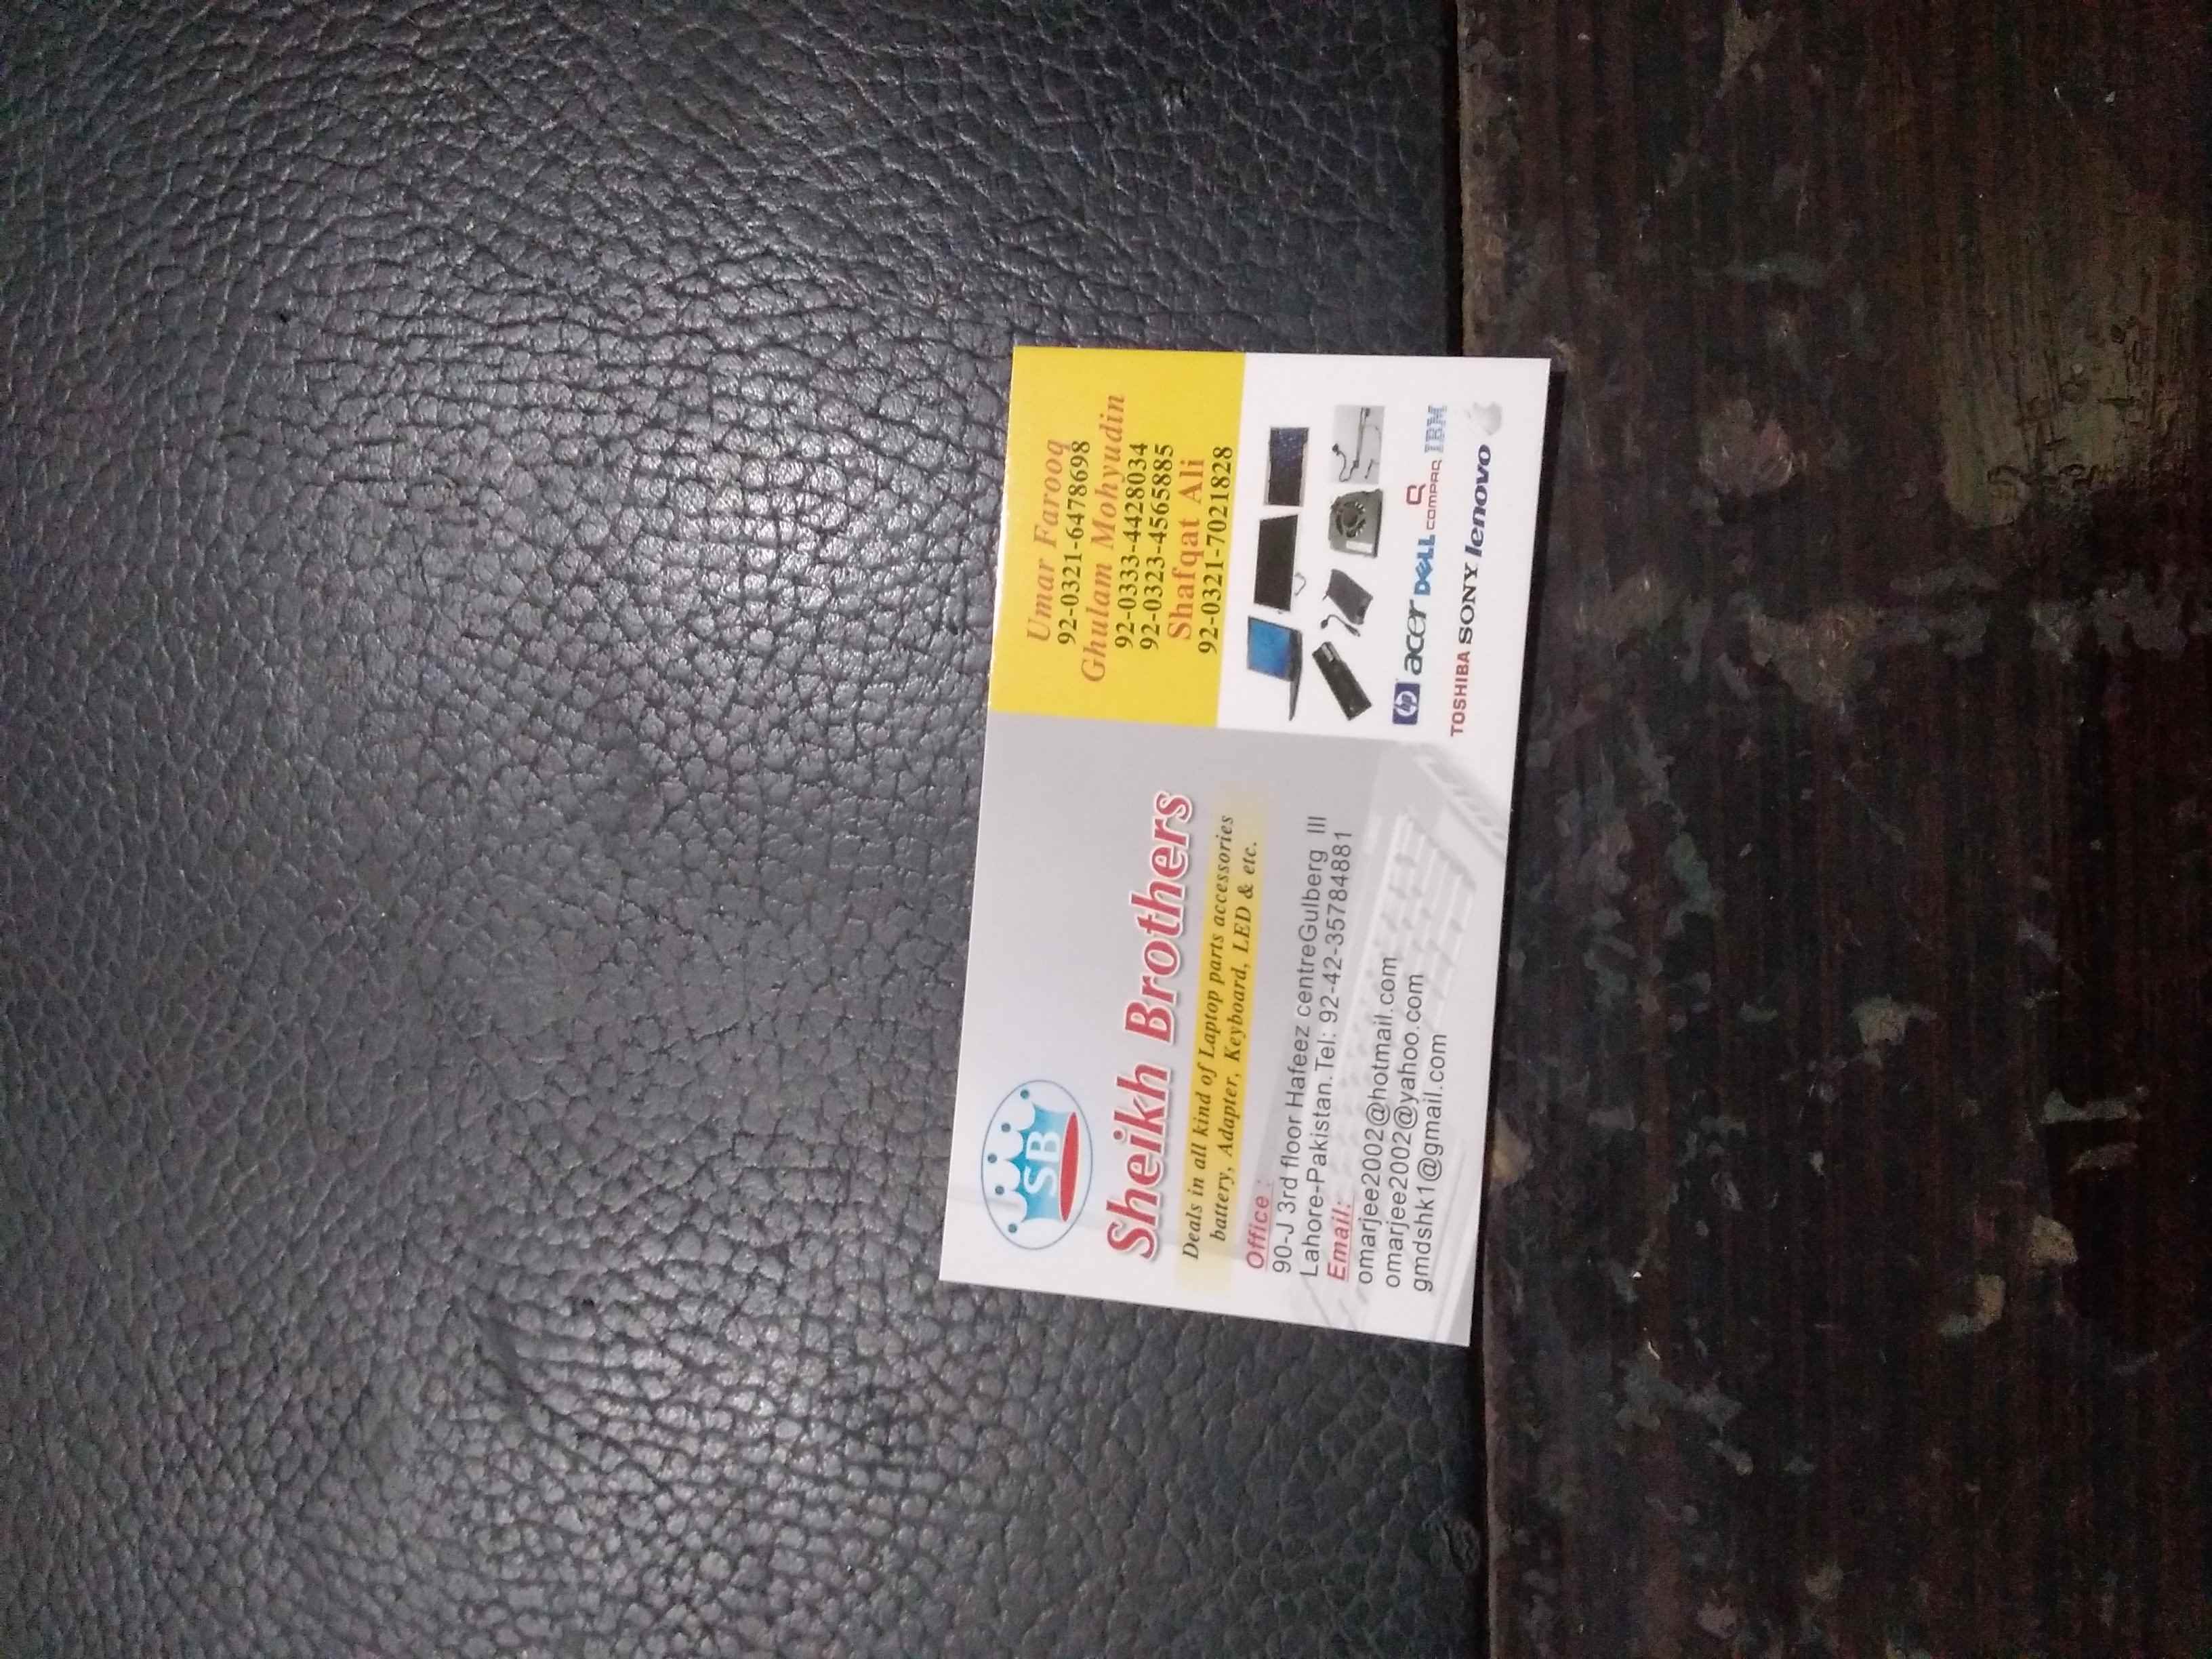 SB
Sheikh Brothers
Deals in all kind of Laptop parts accessories
battery, Adapter, Keyboard, LED & etc.
Office :
90-J 3rd floor Hafeez centreGulberg III
Lahore-Pakistan.Tel: 92-42-35784881
Email:
omarjee2002@hotmail.com
omarjee2002@yahoo.com
gmdshk1@gmail.com
Umar Farooq
92-0321-6478698
Ghulam Mohyudin
92-0333-4428034
92-0323-4565885
Shafqat Ali
92-0321-7021828
hp acer DELL COMPAQ IBM
TOSHIBA SONY lenovo